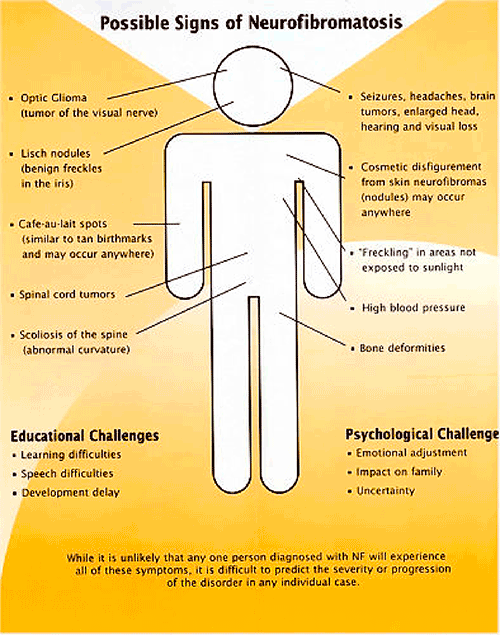 Possible Signs of Neurofibromatosis
• Optic Glioma
(tumor of the visual nerve)
• Lisch nodules
(benign freckles
in the iris)
• Cafe-au-lait spots
(similar to tan birthmarks
and may occur anywhere)
• Spinal cord tumors
• Scoliosis of the spine
(abnormal curvature)
• Seizures, headaches, brain
tumors, enlarged head,
hearing and visual loss
• Cosmetic disfigurement
from skin neurofibromas
(nodules) may occur
anywhere
• "Freckling" in areas not
exposed to sunlight
• High blood pressure
• Bone deformities
Educational Challenges
• Learning difficulties
• Speech difficulties
• Development delay
Psychological Challenge
• Emotional adjustment
• Impact on family
• Uncertainty
While it is unlikely that any one person diagnosed with NF will experience
all of these symptoms, it is difficult to predict the severity or progression
of the disorder in any individual case.